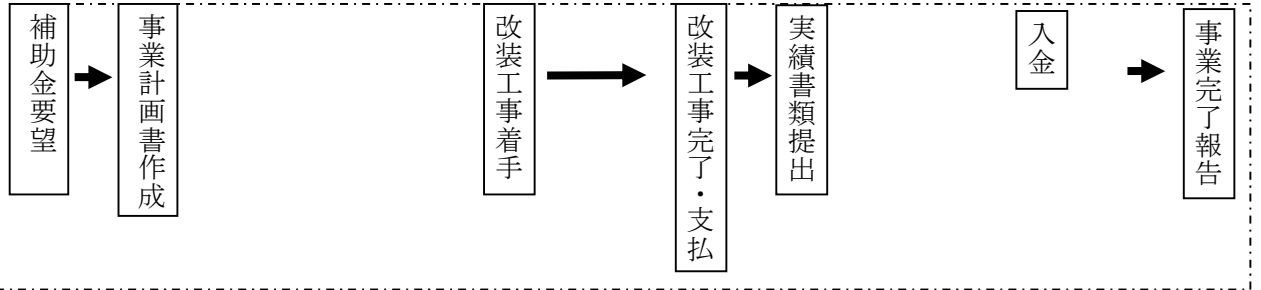 補助金要望
事業計画書作成
改装工事着手
改装工事完了・支払
実績書類提出
入金
事業完了報告